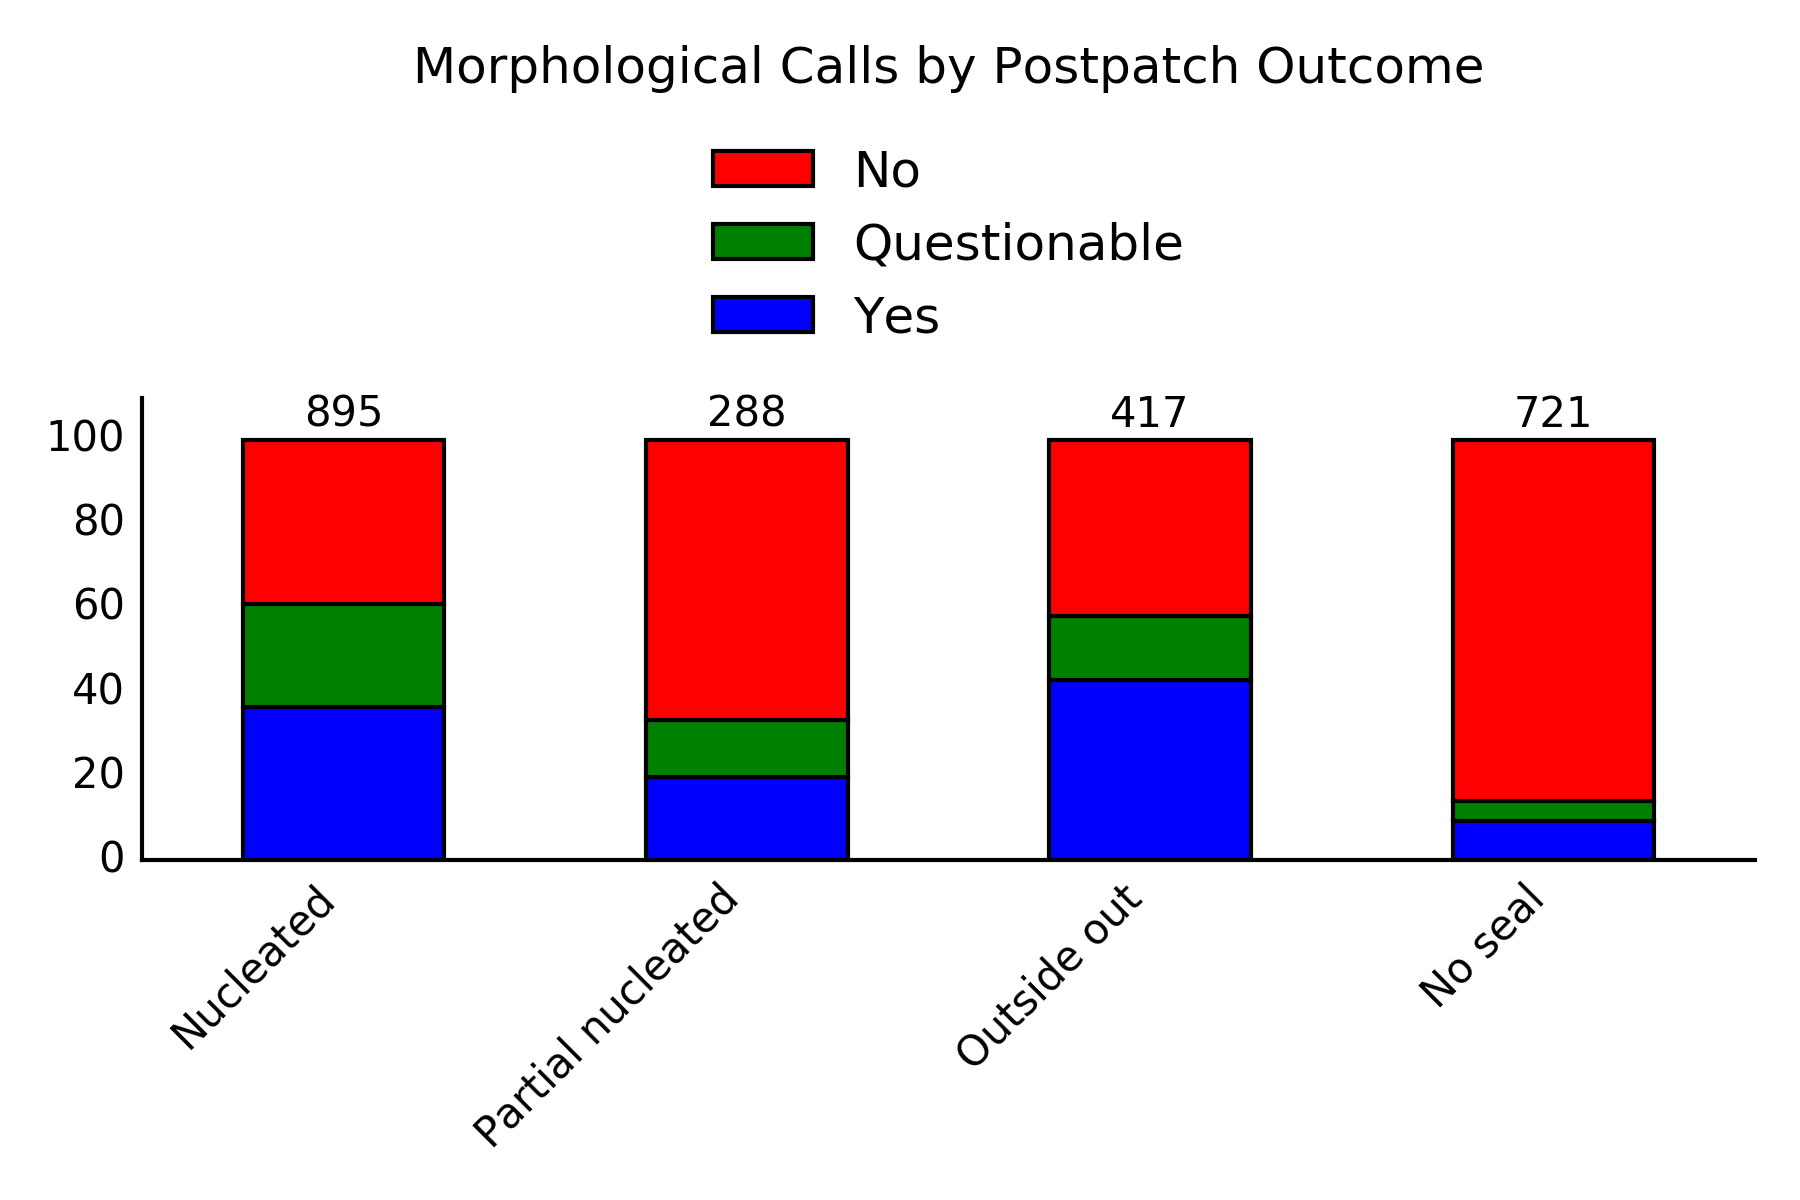 Morphological Calls by Postpatch Outcome
No
Questionable
Yes
895 288 417 721
100
80
60
40
20
0
Nucleated
Partial nucleated
Outside out
No seal